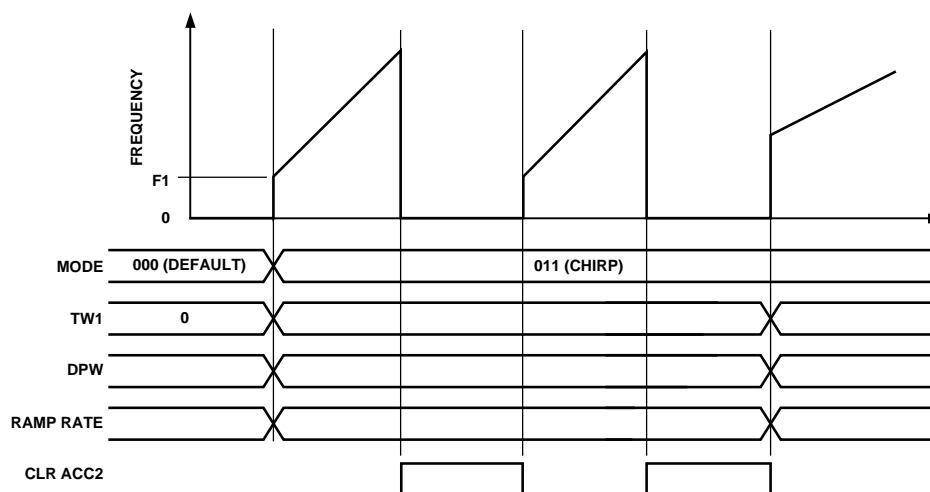 FREQUENCY
F1
0
MODE 000 (DEFAULT) 011 (CHIRP)
TW1 0
DPW
RAMP RATE
CLR ACC2